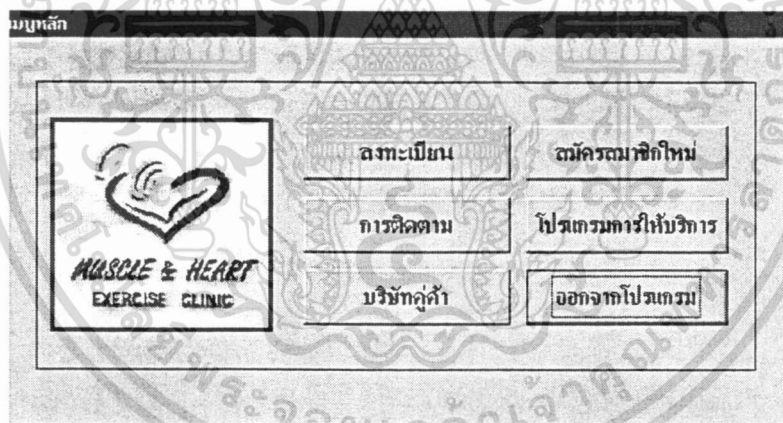 เมนูหลัก
ลงทะเบียน
สมัครสมาชิกใหม่
การติดตาม
โปรแกรมการให้บริการ
MUSCLE & HEART
EXERCISE CLINIC
บริษัทคู่ค้า
ออกจากโปรแกรม